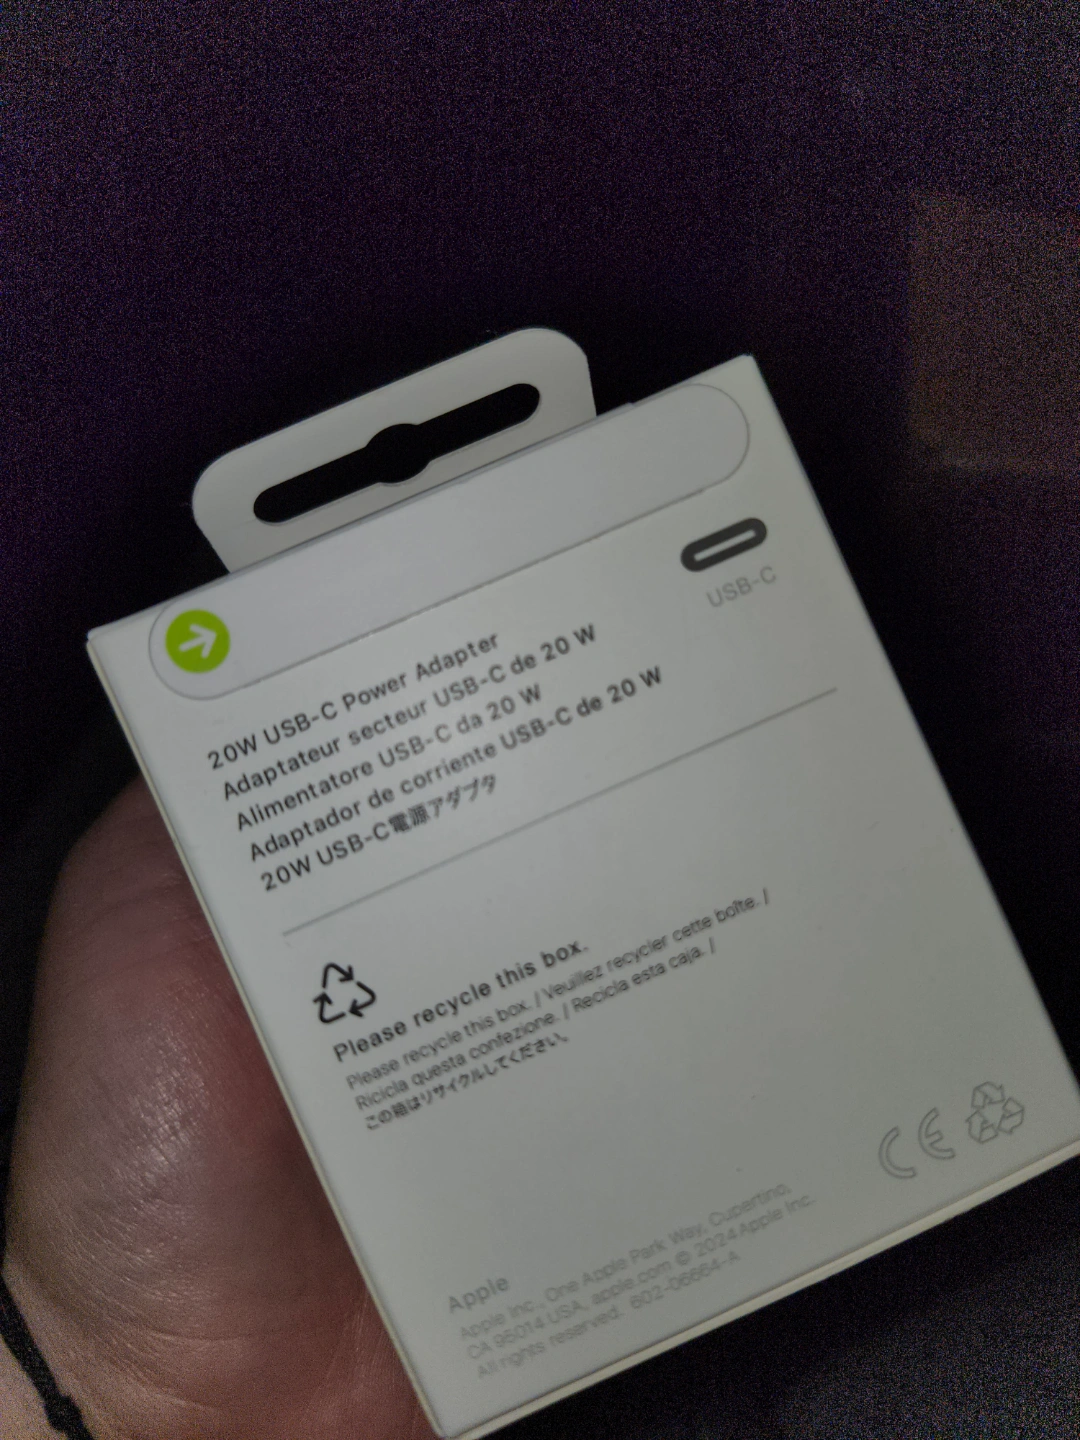 USB-C
20W USB-C Power Adapter
Adaptateur secteur USB-C de 20 W
Alimentatore USB-C da 20 W
Adaptador de corriente USB-C de 20 W
20W USB-C電源アダプタ
Please recycle this box.
Please recycle this box. / Veuillez recycler cette boîte. /
Ricicla questa confezione. / Recicla esta caja. /
この箱はリサイクルしてください。
CE
Apple
Apple Inc., One Apple Park Way, Cupertino,
CA 95014 USA, apple.com © 2024 Apple Inc.
All rights reserved. 602-06664-A